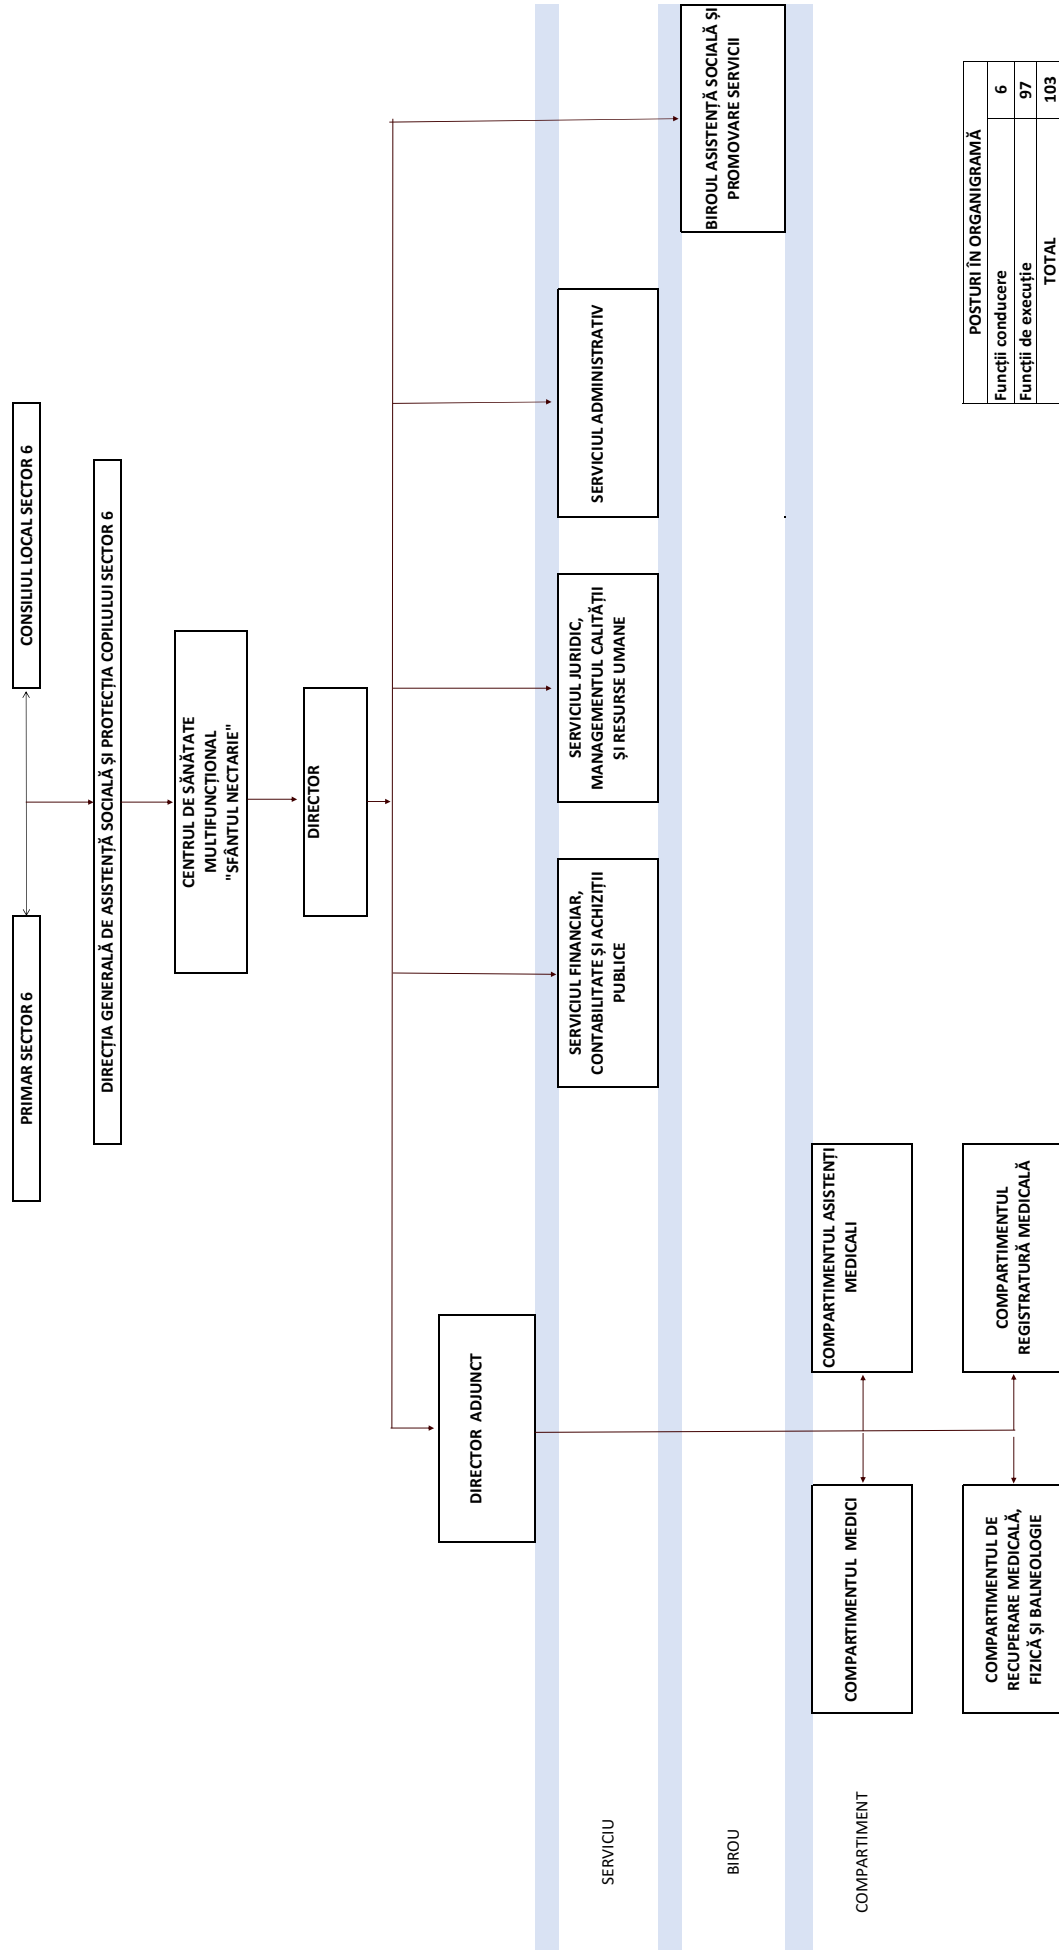 PRIMAR SECTOR 6
CONSILIUL LOCAL SECTOR 6
DIRECȚIA GENERALĂ DE ASISTENȚĂ SOCIALĂ ȘI PROTECȚIA COPILULUI SECTOR 6
CENTRUL DE SĂNĂTATE
MULTIFUNCȚIONAL
"SFÂNTUL NECTARIE"
DIRECTOR
DIRECTOR ADJUNCT
SERVICIU
SERVICIUL FINANCIAR,
CONTABILITATE ȘI ACHIZIȚII
PUBLICE
SERVICIUL JURIDIC,
MANAGEMENTUL CALITĂȚII
ȘI RESURSE UMANE
SERVICIUL ADMINISTRATIV
BIROU
BIROUL ASISTENȚĂ SOCIALĂ ȘI
PROMOVARE SERVICII
COMPARTIMENT
COMPARTIMENTUL MEDICI
COMPARTIMENTUL ASISTENȚI
MEDICALI
COMPARTIMENTUL DE
RECUPERARE MEDICALĂ,
FIZICĂ ȘI BALNEOLOGIE
COMPARTIMENTUL
REGISTRATURĂ MEDICALĂ
POSTURI ÎN ORGANIGRAMĂ
Funcții conducere 6
Funcții de execuție 97
TOTAL 103